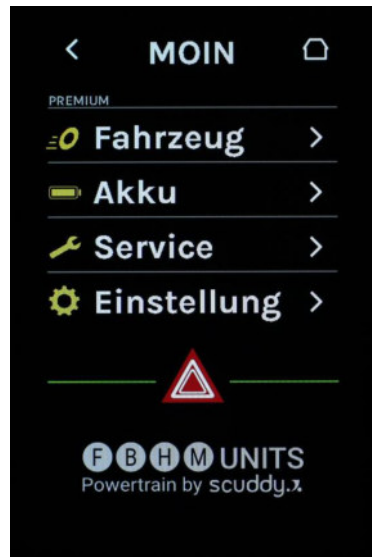 MOIN
PREMIUM
Fahrzeug
Akku
Service
Einstellung
FBHM UNITS
Powertrain by scuddy.x